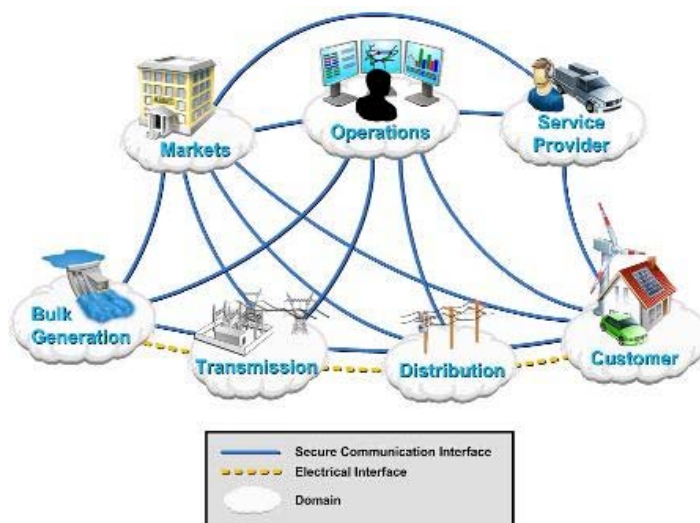 Markets
Operations
Service
Provider
Bulk
Generation
Transmission
Distribution
Customer
Secure Communication Interface
Electrical Interface
Domain